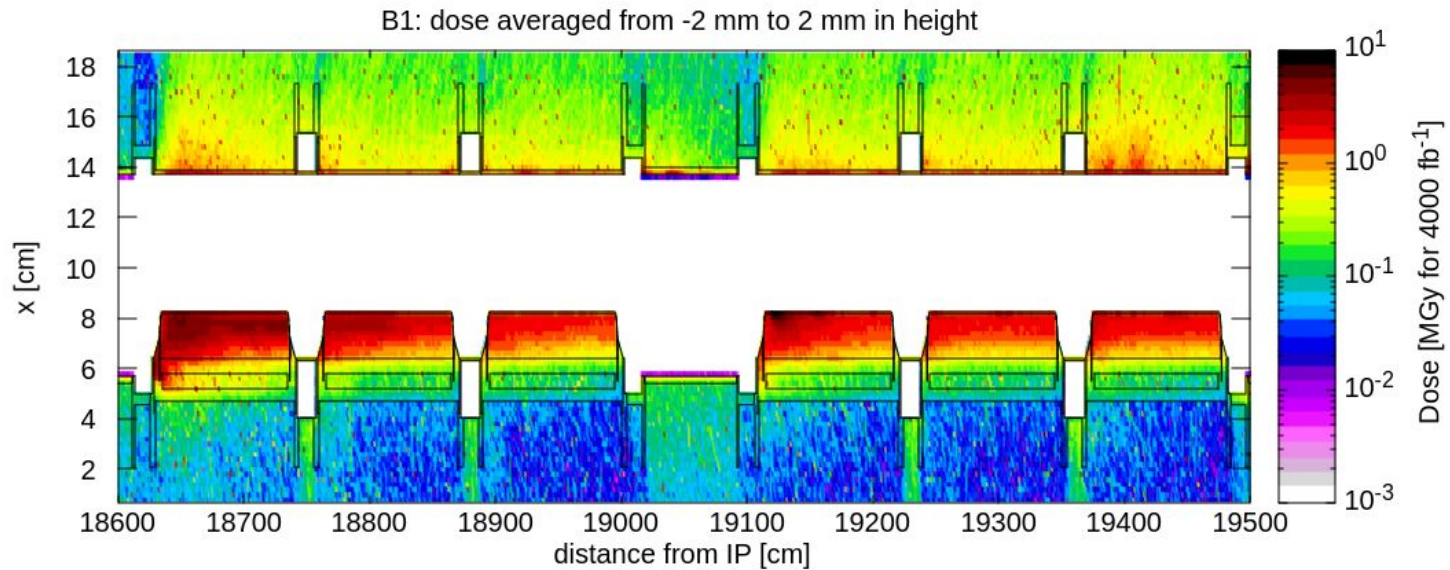 B1: dose averaged from -2 mm to 2 mm in height
18
16
14
12
10
8
6
4
2
x [cm]
18600 18700 18800 18900 19000 19100 19200 19300 19400 19500
distance from IP [cm]
10^1
10^0
10^-1
10^-2
10^-3
Dose [MGy for 4000 fb^-1]